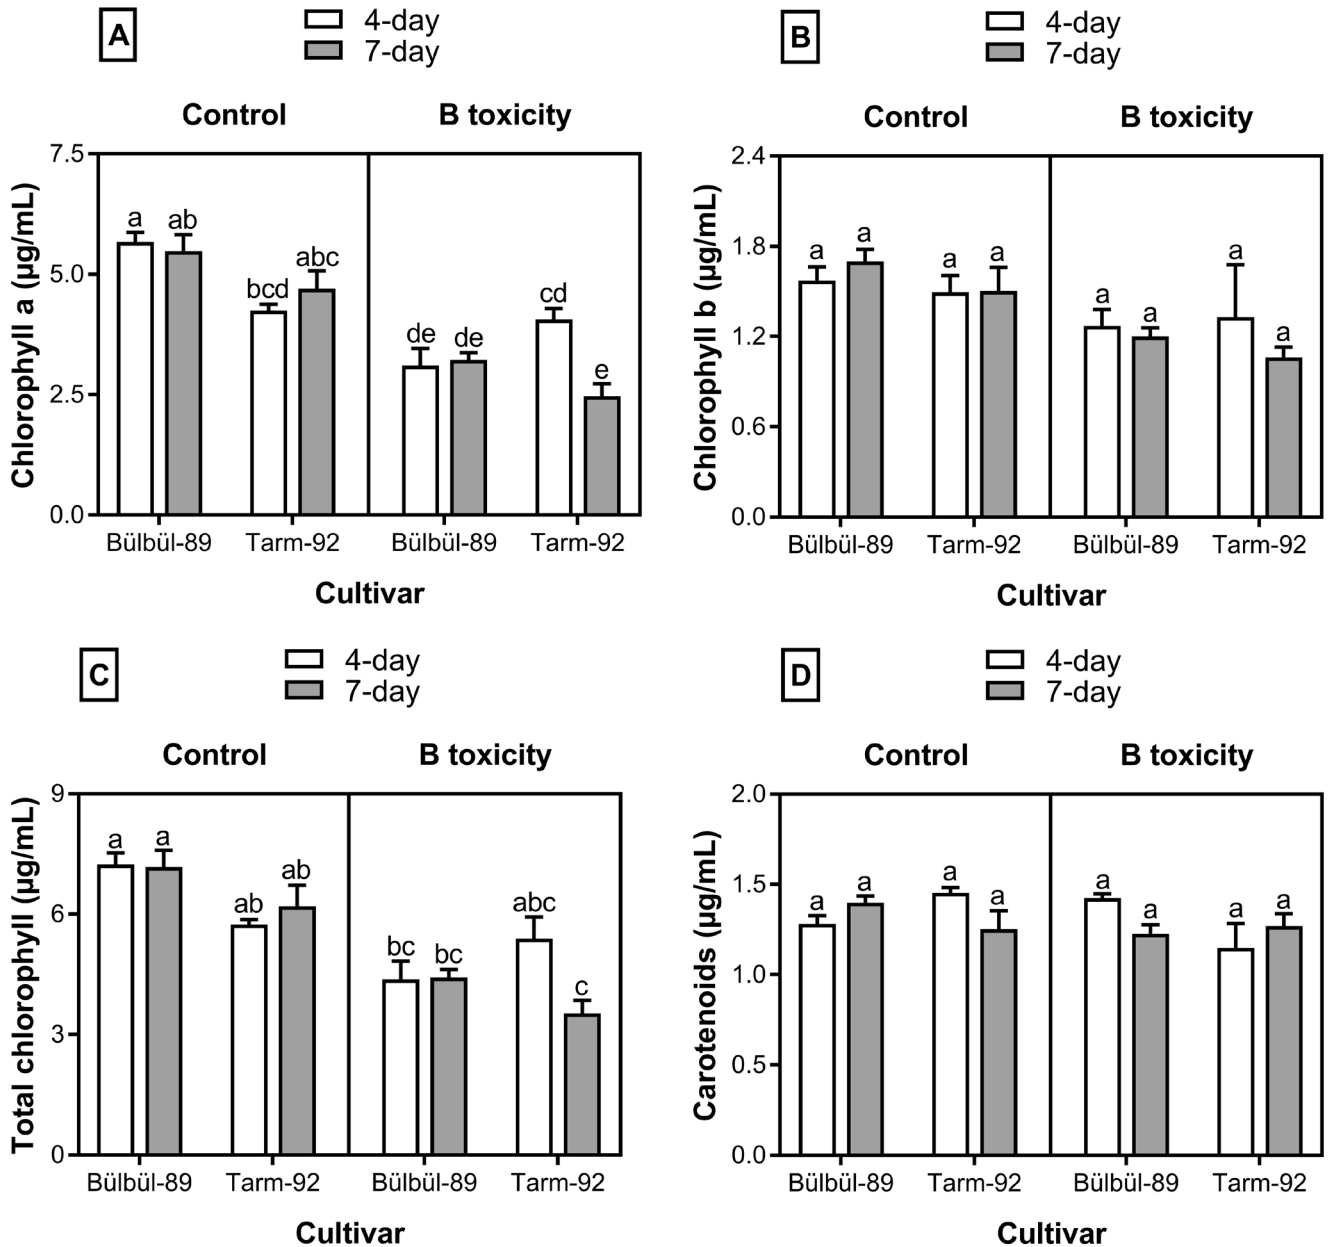 A
4-day
7-day
Control B toxicity
Chlorophyll a (µg/mL)
7.5
5.0
2.5
0.0
a ab bcd abc de de cd e
Bülbül-89 Tarm-92 Bülbül-89 Tarm-92
Cultivar
B
4-day
7-day
Control B toxicity
Chlorophyll b (µg/mL)
2.4
1.8
1.2
0.6
0.0
a a a a a a a a
Bülbül-89 Tarm-92 Bülbül-89 Tarm-92
Cultivar
C
4-day
7-day
Control B toxicity
Total chlorophyll (µg/mL)
9
6
3
0
a a ab ab bc bc abc c
Bülbül-89 Tarm-92 Bülbül-89 Tarm-92
Cultivar
D
4-day
7-day
Control B toxicity
Carotenoids (µg/mL)
2.0
1.5
1.0
0.5
0.0
a a a a a a a a
Bülbül-89 Tarm-92 Bülbül-89 Tarm-92
Cultivar